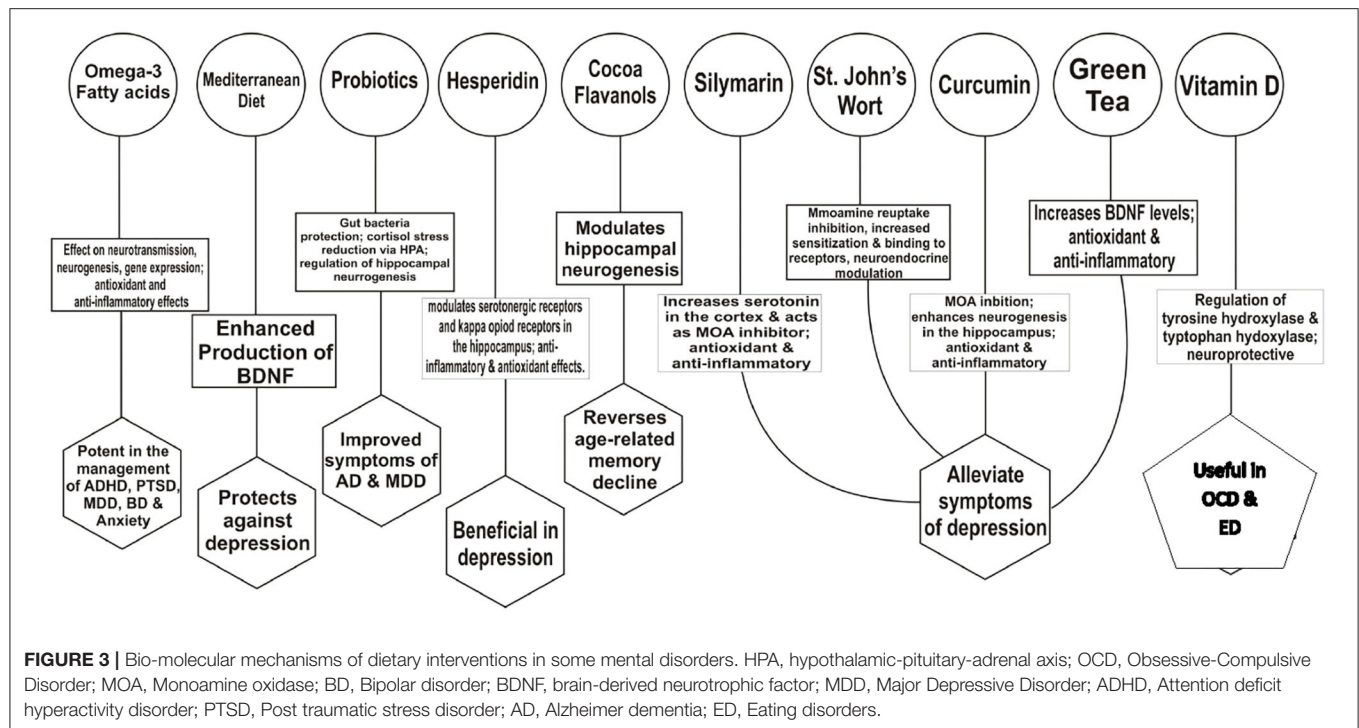 Omega-3
Fatty acids
Mediterranean
Diet
Probiotics
Hesperidin
Cocoa
Flavanols
Silymarin
St. John's
Wort
Curcumin
Green
Tea
Vitamin D
Effect on neurotransmission,
neurogenesis, gene expression;
antioxidant and
anti-inflammatory effects
Enhanced
Production of
BDNF
Gut bacteria
protection; cortisol stress
reduction via HPA;
regulation of hippocampal
neurrogenesis
modulates serotonergic receptors
and kappa opiod receptors in
the hippocampus; anti-
inflammatory & antioxidant effects.
Modulates
hippocampal
neurogenesis
Increases serotonin
in the cortex & acts
as MOA inhibitor;
antioxidant &
anti-inflammatory
Mmoamine reuptake
inhibition, increased
sensitization & binding to
receptors, neuroendocrine
modulation
MOA inbition;
enhances neurogenesis
in the hippocampus;
antioxidant &
anti-inflammatory
Increases BDNF levels;
antioxidant &
anti-inflammatory
Regulation of
tyrosine hydroxylase &
typtophan hydoxylase;
neuroprotective
Potent in the
management
of ADHD, PTSD,
MDD, BD &
Anxiety
Protects
against
depression
Improved
symptoms of
AD & MDD
Beneficial in
depression
Reverses
age-related
memory
decline
Alleviate
symptoms
of depression
Useful in
OCD &
ED
FIGURE 3 | Bio-molecular mechanisms of dietary interventions in some mental disorders. HPA, hypothalamic-pituitary-adrenal axis; OCD, Obsessive-Compulsive
Disorder; MOA, Monoamine oxidase; BD, Bipolar disorder; BDNF, brain-derived neurotrophic factor; MDD, Major Depressive Disorder; ADHD, Attention deficit
hyperactivity disorder; PTSD, Post traumatic stress disorder; AD, Alzheimer dementia; ED, Eating disorders.